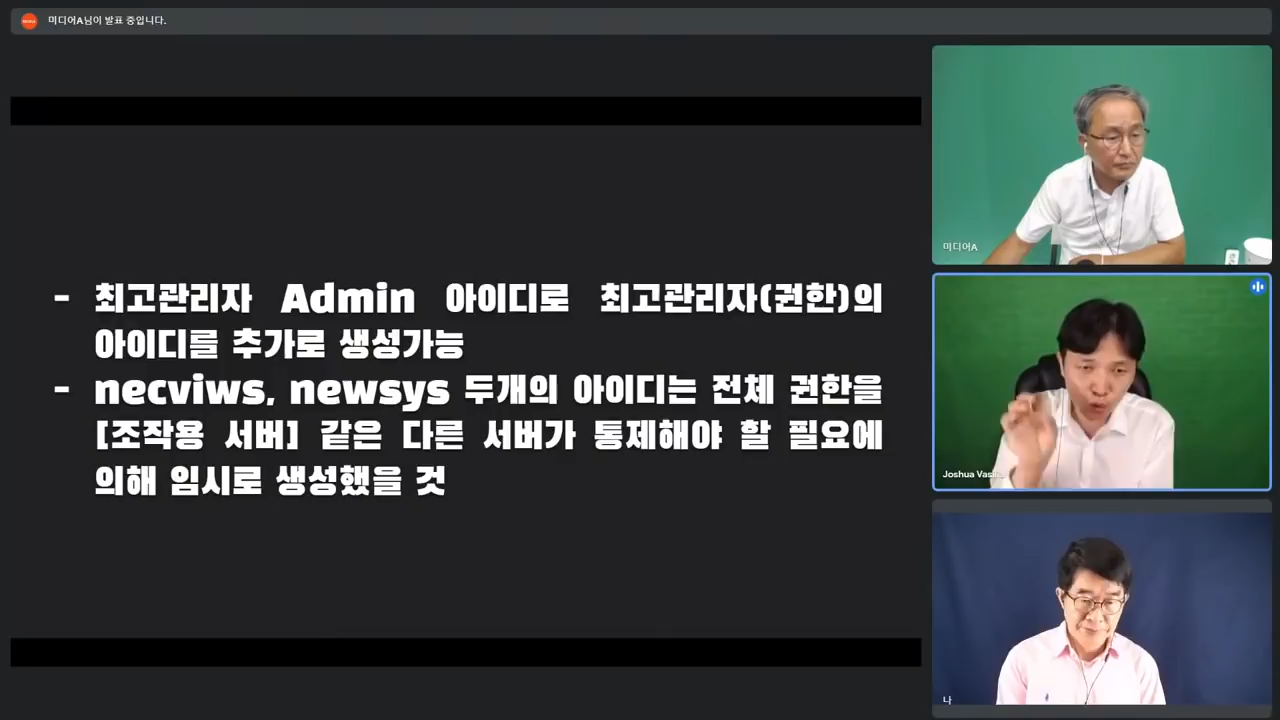 미디어A님이 발표 중입니다.
- 최고관리자 Admin 아이디로 최고관리자(권한)의
아이디를 추가로 생성가능
- necviws, newsys 두개의 아이디는 전체 권한을
[조작용 서버] 같은 다른 서버가 통제해야 할 필요에
의해 임시로 생성했을 것
미디어A
Joshua
나